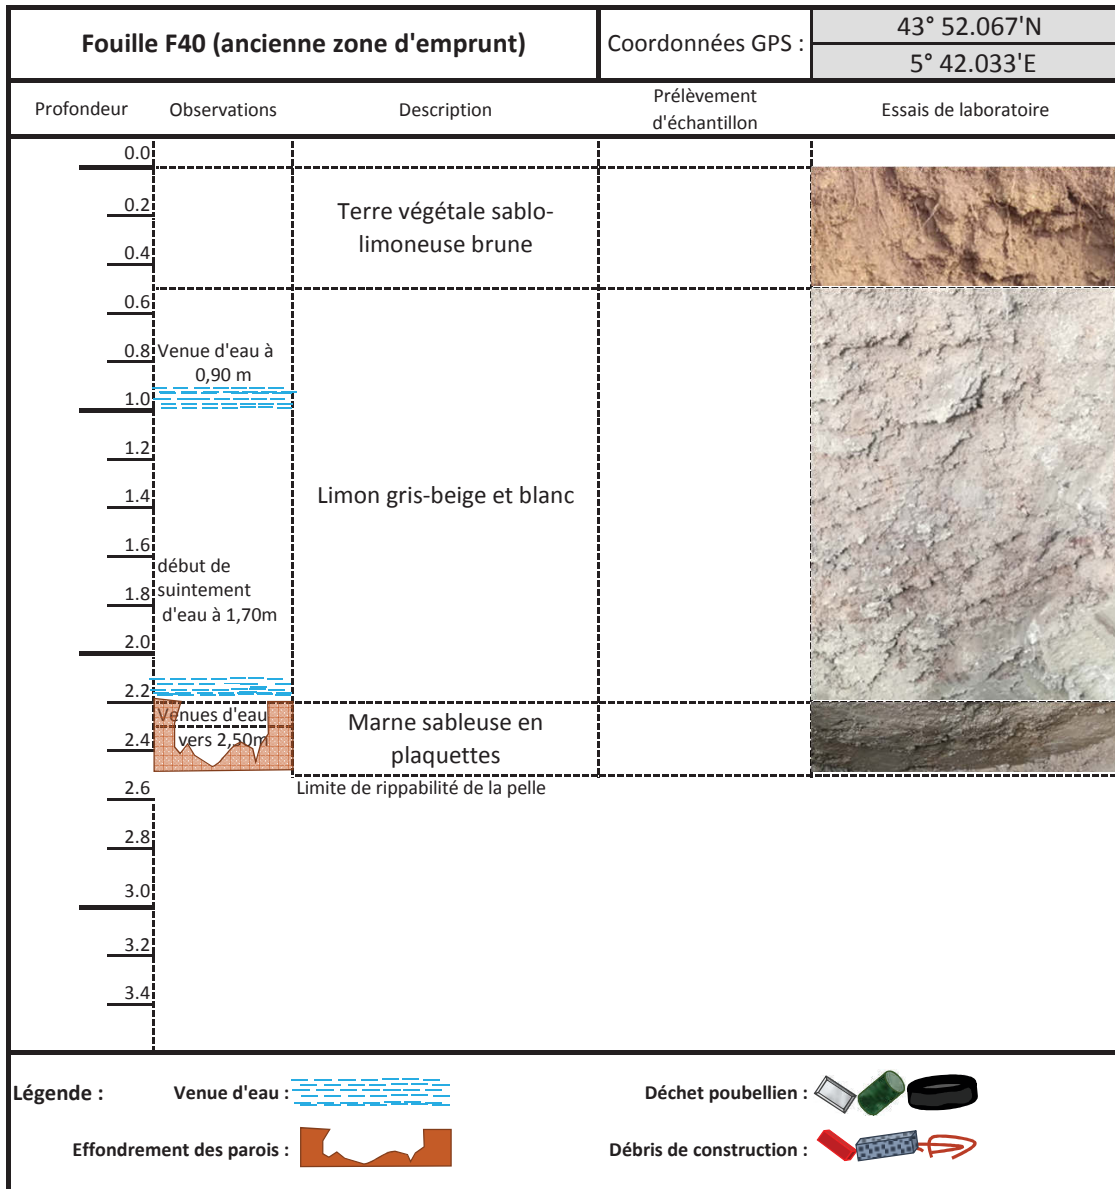 Fouille F40 (ancienne zone d'emprunt)
Coordonnées GPS :
43° 52.067'N
5° 42.033'E
Profondeur
Observations
Description
Prélèvement
d'échantillon
Essais de laboratoire
0.0
0.2
0.4
0.6
0.8
1.0
1.2
1.4
1.6
1.8
2.0
2.2
2.4
2.6
2.8
3.0
3.2
3.4
Venue d'eau à
0,90 m
début de
suintement
d'eau à 1,70m
Venues d'eau
vers 2,50m
Terre végétale sablo-
limoneuse brune
Limon gris-beige et blanc
Marne sableuse en
plaquettes
Limite de rippabilité de la pelle
Légende :
Venue d'eau :
Effondrement des parois :
Déchet poubellien :
Débris de construction :